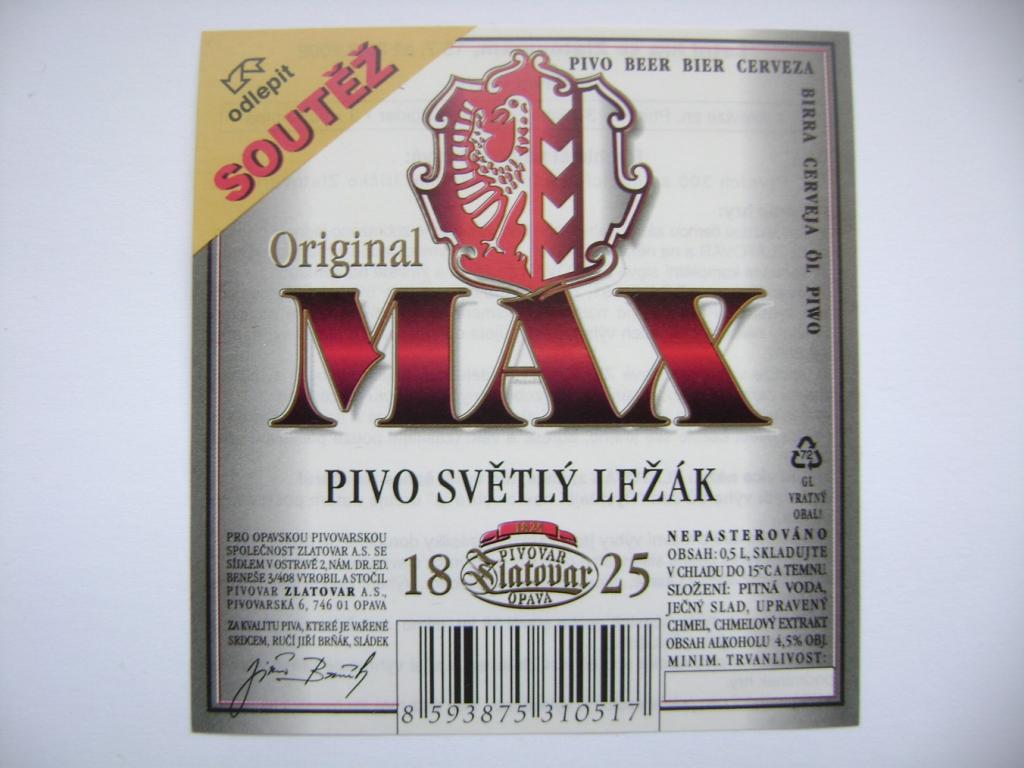 odlepit
SOUTĚŽ
PIVO BEER BIER CERVEZA
BIRRA CERVEJA ÖL PIWO
Original
MAX
PIVO SVĚTLÝ LEŽÁK
72
GL
VRATNÝ
OBAL!
PRO OPAVSKOU PIVOVARSKOU
SPOLEČNOST ZLATOVAR A.S. SE
SÍDLEM V OSTRAVĚ 2, NÁM. DR. ED.
BENEŠE 3/408 VYROBIL A STOČIL
PIVOVAR ZLATOVAR A.S.,
PIVOVARSKÁ 6, 746 01 OPAVA
ZA KVALITU PIVA, KTERÉ JE VAŘENÉ
SRDCEM, RUČÍ JIŘÍ BRŇÁK, SLÁDEK
18 25
1825
PIVOVAR
Zlatovar
OPAVA
NEPASTEROVÁNO
OBSAH: 0,5 L, SKLADUJTE
V CHLADU DO 15°C A TEMNU.
SLOŽENÍ: PITNÁ VODA,
JEČNÝ SLAD, UPRAVENÝ
CHMEL, CHMELOVÝ EXTRAKT
OBSAH ALKOHOLU 4,5% OBJ.
MINIM. TRVANLIVOST:
8 593875 310517